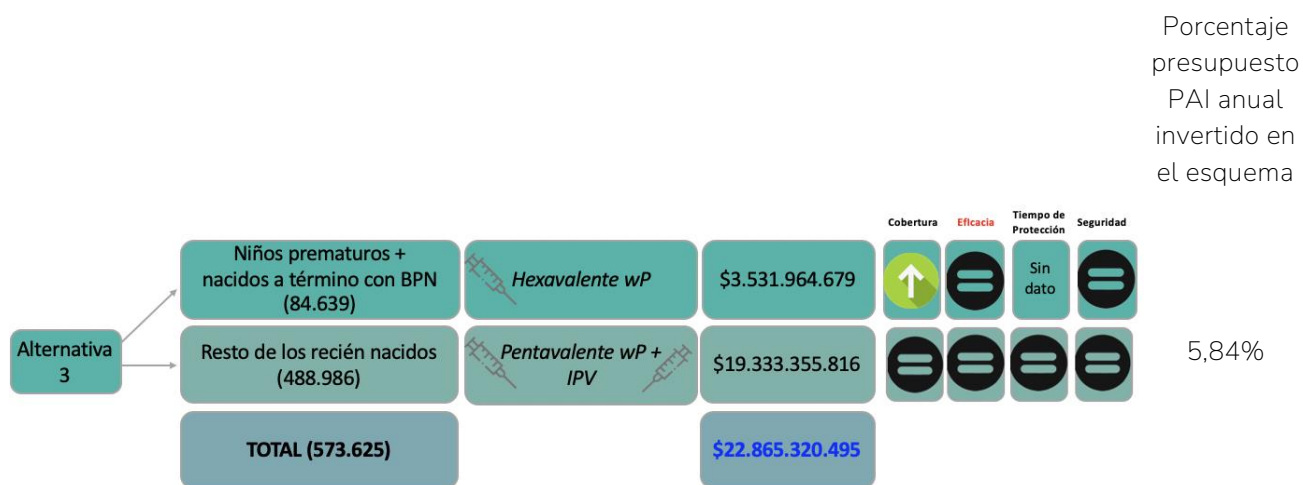 Porcentaje
presupuesto
PAI anual
invertido en
el esquema
Cobertura
Eficacia
Tiempo de
Protección
Seguridad
Niños prematuros +
nacidos a término con BPN
(84.639)
Hexavalente wP
$3.531.964.679
Sin
dato
Alternativa
3
Resto de los recién nacidos
(488.986)
Pentavalente wP +
IPV
$19.333.355.816
5,84%
TOTAL (573.625)
$22.865.320.495